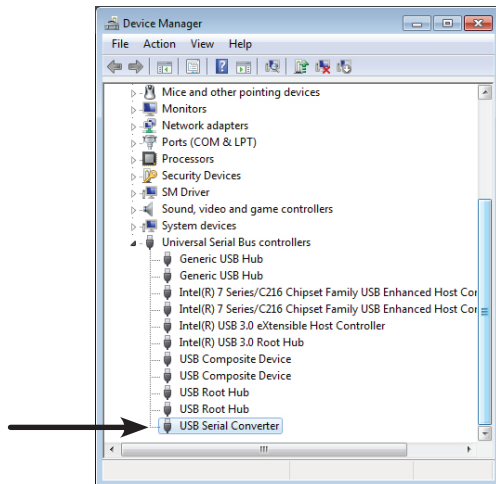 Device Manager
File Action View Help
Mice and other pointing devices
Monitors
Network adapters
Ports (COM & LPT)
Processors
Security Devices
SM Driver
Sound, video and game controllers
System devices
Universal Serial Bus controllers
Generic USB Hub
Generic USB Hub
Intel(R) 7 Series/C216 Chipset Family USB Enhanced Host Cor
Intel(R) 7 Series/C216 Chipset Family USB Enhanced Host Cor
Intel(R) USB 3.0 eXtensible Host Controller
Intel(R) USB 3.0 Root Hub
USB Composite Device
USB Composite Device
USB Root Hub
USB Root Hub
USB Serial Converter